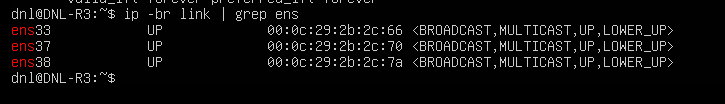 dnl@DNL-R3:~$ ip -br link | grep ens
ens33 UP 00:0c:29:2b:2c:66 <BROADCAST,MULTICAST,UP,LOWER_UP>
ens37 UP 00:0c:29:2b:2c:70 <BROADCAST,MULTICAST,UP,LOWER_UP>
ens38 UP 00:0c:29:2b:2c:7a <BROADCAST,MULTICAST,UP,LOWER_UP>
dnl@DNL-R3:~$